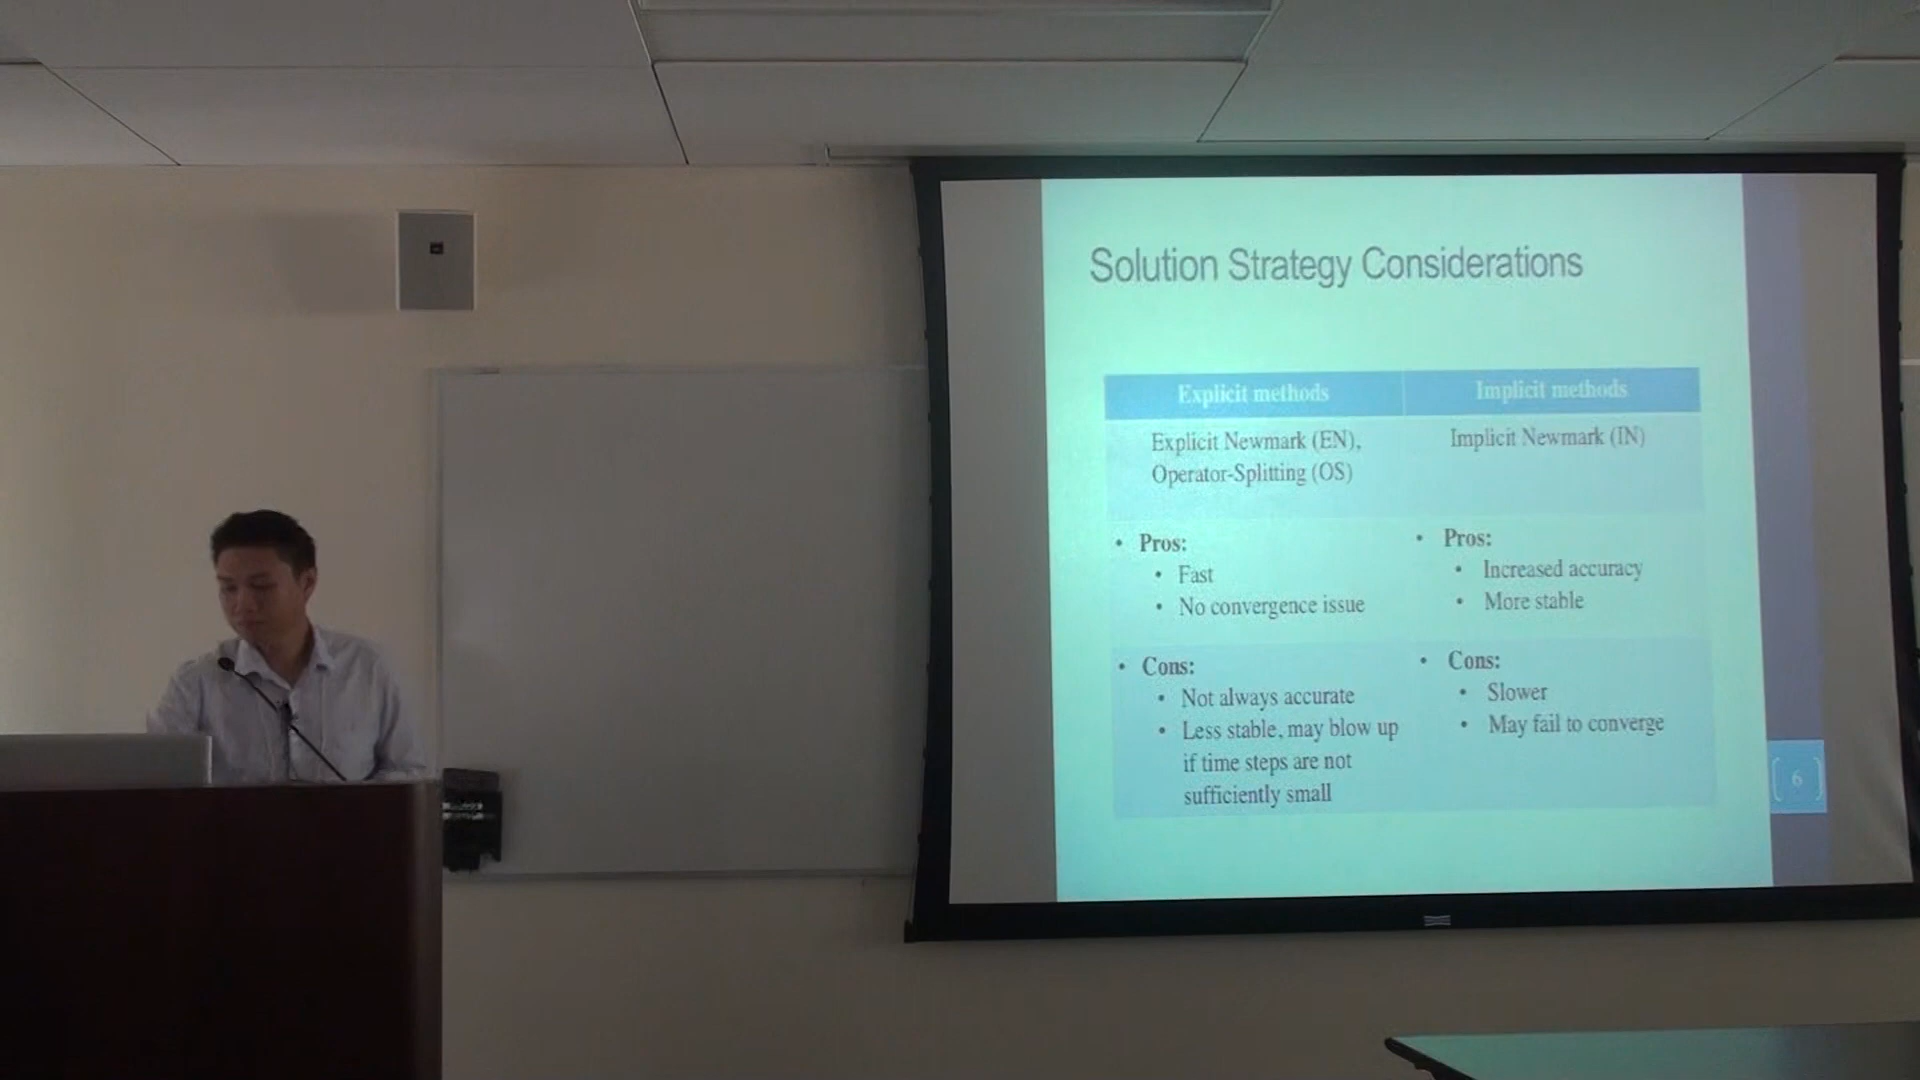 Solution Strategy Considerations
Explicit methods
Implicit methods
Explicit Newmark (EN),
Operator-Splitting (OS)
Implicit Newmark (IN)
• Pros:
• Fast
• No convergence issue
• Pros:
• Increased accuracy
• More stable
• Cons:
• Not always accurate
• Less stable, may blow up
if time steps are not
sufficiently small
• Cons:
• Slower
• May fail to converge
6